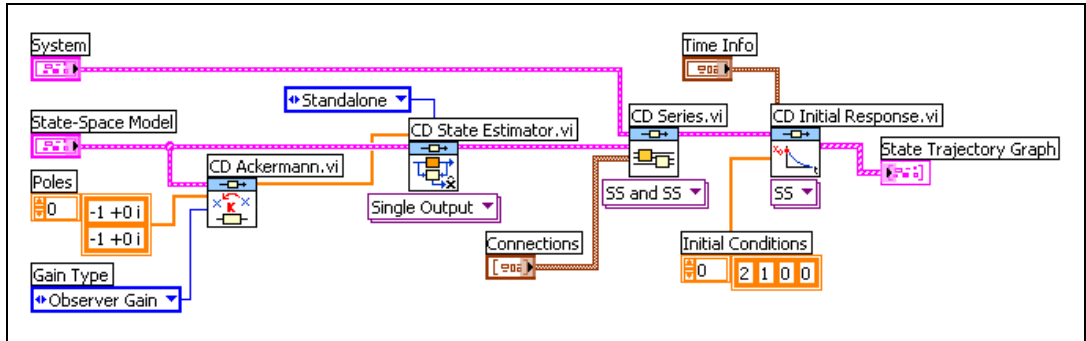 System
Time Info
Standalone
CD Series.vi
CD Initial Response.vi
State-Space Model
CD State Estimator.vi
State Trajectory Graph
CD Ackermann.vi
Poles
0
-1 +0 i
-1 +0 i
Single Output
SS and SS
SS
Connections
Initial Conditions
0
2 1 0 0
Gain Type
Observer Gain